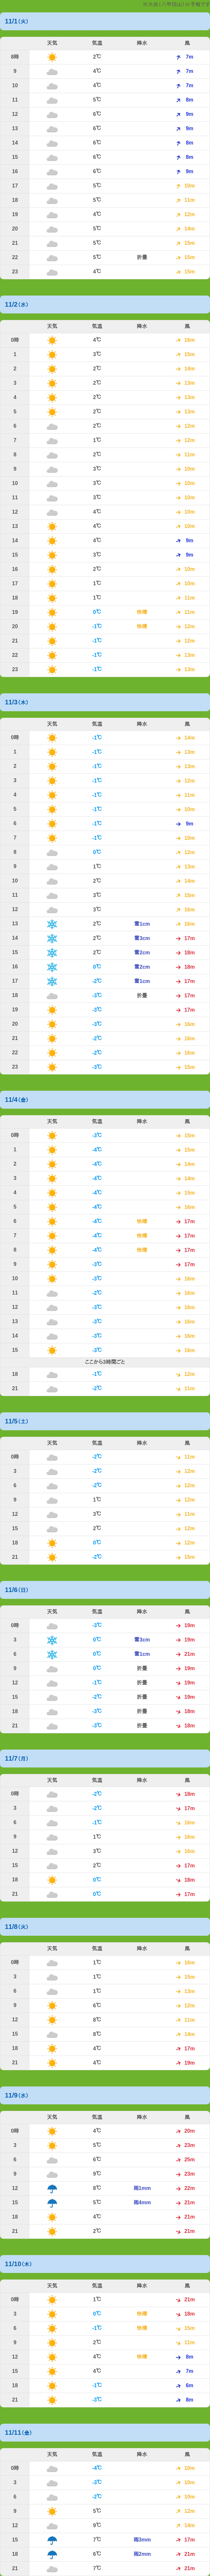 11/1(火)
天気 気温 降水 風
8時 2℃ 7m
9 4℃ 7m
10 4℃ 7m
11 5℃ 8m
12 6℃ 9m
13 6℃ 9m
14 6℃ 8m
15 6℃ 8m
16 6℃ 9m
17 5℃ 10m
18 5℃ 11m
19 4℃ 12m
20 5℃ 14m
21 5℃ 15m
22 5℃ 折曇 15m
23 4℃ 15m
11/2(水)
天気 気温 降水 風
0時 4℃ 16m
1 3℃ 15m
2 2℃ 14m
3 2℃ 13m
4 2℃ 13m
5 2℃ 13m
6 2℃ 12m
7 1℃ 12m
8 2℃ 11m
9 3℃ 10m
10 3℃ 10m
11 3℃ 10m
12 4℃ 10m
13 4℃ 10m
14 4℃ 9m
15 3℃ 9m
16 2℃ 10m
17 1℃ 10m
18 1℃ 11m
19 0℃ 快晴 11m
20 -1℃ 快晴 12m
21 -1℃ 12m
22 -1℃ 13m
23 -1℃ 13m
11/3(木)
天気 気温 降水 風
0時 -1℃ 14m
1 -1℃ 13m
2 -1℃ 13m
3 -1℃ 12m
4 -1℃ 11m
5 -1℃ 10m
6 -1℃ 9m
7 -1℃ 10m
8 0℃ 12m
9 1℃ 13m
10 2℃ 14m
11 3℃ 15m
12 3℃ 16m
13 2℃ 雪1cm 16m
14 2℃ 雪3cm 17m
15 2℃ 雪2cm 18m
16 0℃ 雪2cm 18m
17 -2℃ 雪1cm 17m
18 -3℃ 折曇 17m
19 -3℃ 17m
20 -3℃ 16m
21 -2℃ 16m
22 -2℃ 16m
23 -3℃ 15m
11/4(金)
天気 気温 降水 風
0時 -3℃ 15m
1 -4℃ 15m
2 -4℃ 14m
3 -4℃ 14m
4 -4℃ 15m
5 -4℃ 16m
6 -4℃ 快晴 17m
7 -4℃ 快晴 17m
8 -4℃ 快晴 17m
9 -3℃ 17m
10 -3℃ 16m
11 -2℃ 16m
12 -3℃ 16m
13 -3℃ 16m
14 -3℃ 16m
15 -3℃ 16m
ここから3時間ごと
18 -1℃ 12m
21 -2℃ 11m
11/5(土)
天気 気温 降水 風
0時 -2℃ 11m
3 -2℃ 12m
6 -2℃ 12m
9 1℃ 12m
12 3℃ 11m
15 2℃ 12m
18 0℃ 12m
21 -2℃ 15m
11/6(日)
天気 気温 降水 風
0時 -3℃ 19m
3 0℃ 雪3cm 19m
6 0℃ 雪1cm 21m
9 0℃ 折曇 19m
12 -1℃ 折曇 19m
15 -2℃ 折曇 19m
18 -3℃ 折曇 18m
21 -3℃ 折曇 18m
11/7(月)
天気 気温 降水 風
0時 -2℃ 18m
3 -2℃ 17m
6 -1℃ 16m
9 1℃ 16m
12 3℃ 16m
15 2℃ 17m
18 0℃ 18m
21 0℃ 17m
11/8(火)
天気 気温 降水 風
0時 1℃ 16m
3 1℃ 15m
6 1℃ 13m
9 6℃ 12m
12 8℃ 11m
15 8℃ 14m
18 4℃ 17m
21 4℃ 19m
11/9(水)
天気 気温 降水 風
0時 4℃ 20m
3 5℃ 23m
6 6℃ 25m
9 9℃ 23m
12 8℃ 雨1mm 22m
15 5℃ 雨4mm 21m
18 4℃ 21m
21 2℃ 21m
11/10(木)
天気 気温 降水 風
0時 1℃ 21m
3 0℃ 快晴 18m
6 -1℃ 快晴 15m
9 2℃ 11m
12 4℃ 快晴 8m
15 4℃ 7m
18 -1℃ 6m
21 -3℃ 8m
11/11(金)
天気 気温 降水 風
0時 -4℃ 10m
3 -3℃ 10m
6 -2℃ 10m
9 5℃ 12m
12 9℃ 14m
15 7℃ 雨3mm 17m
18 6℃ 雨2mm 21m
21 7℃ 21m